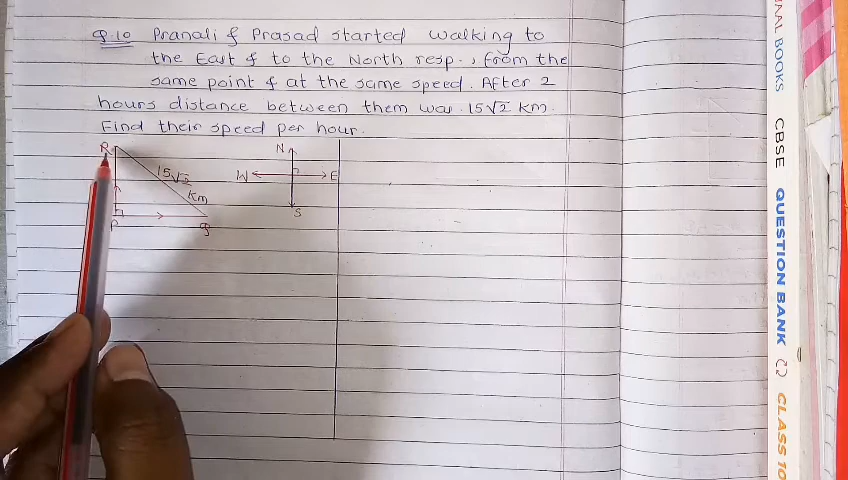 Q.10 Pranali & Prasad started walking to
the East & to the North resp., from the
same point & at the same speed. After 2
hours distance between them was 15√2 km.
Find their speed per hour.
R
15√2
km
P
Q
N
W
E
S
BOOKS
CBSE
QUESTION BANK
CLASS 10